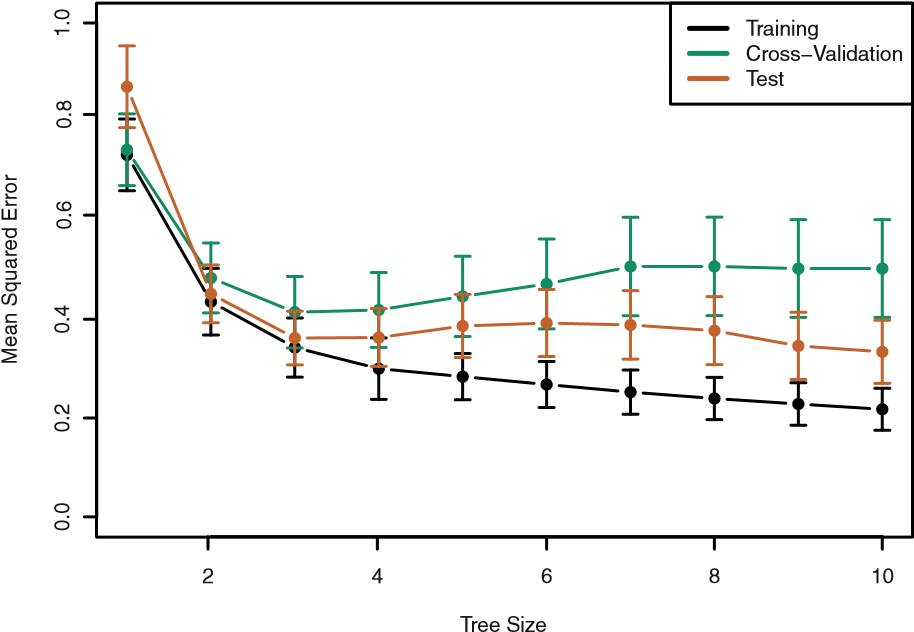 Training
Cross–Validation
Test
Mean Squared Error
1.0
0.8
0.6
0.4
0.2
0.0
2 4 6 8 10
Tree Size